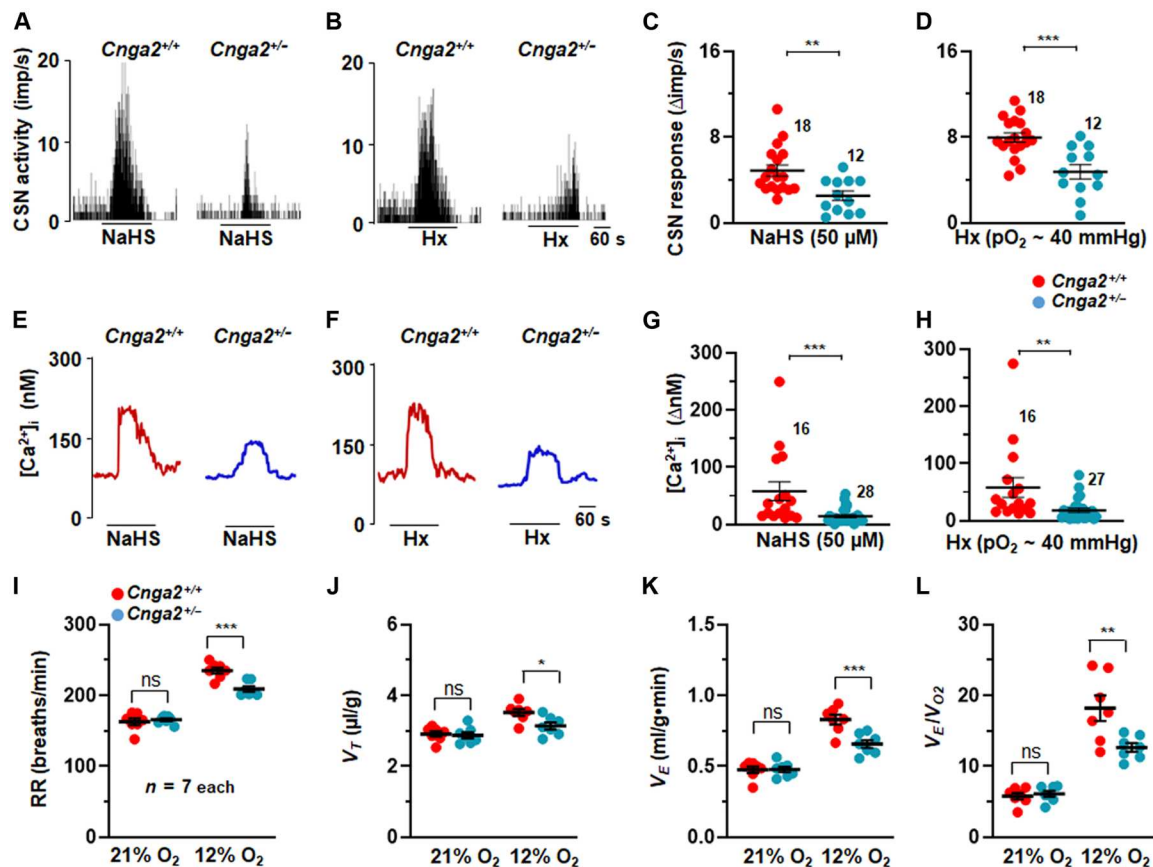 A
Cnga2+/+ Cnga2+/-
CSN activity (imp/s)
20
10
0
NaHS NaHS
B
Cnga2+/+ Cnga2+/-
20
10
0
Hx Hx 60 s
C
CSN response (Δimp/s)
16
8
0
**
18
12
NaHS (50 µM)
D
16
8
0
***
18
12
Hx (pO2 ~ 40 mmHg)
Cnga2+/+
Cnga2+/-
E
Cnga2+/+ Cnga2+/-
[Ca2+]i (nM)
300
150
0
NaHS NaHS
F
Cnga2+/+ Cnga2+/-
300
150
0
Hx Hx 60 s
G
[Ca2+]i (ΔnM)
300
250
200
150
100
50
0
***
16
28
NaHS (50 µM)
H
300
250
200
150
100
50
0
**
16
27
Hx (pO2 ~ 40 mmHg)
I
Cnga2+/+
Cnga2+/-
RR (breaths/min)
300
200
100
0
ns
***
n = 7 each
21% O2 12% O2
J
VT (µl/g)
6
4
2
0
ns
*
21% O2 12% O2
K
VE (ml/g•min)
1.5
1.0
0.5
0.0
ns
***
21% O2 12% O2
L
VE/VO2
30
20
10
0
ns
**
21% O2 12% O2